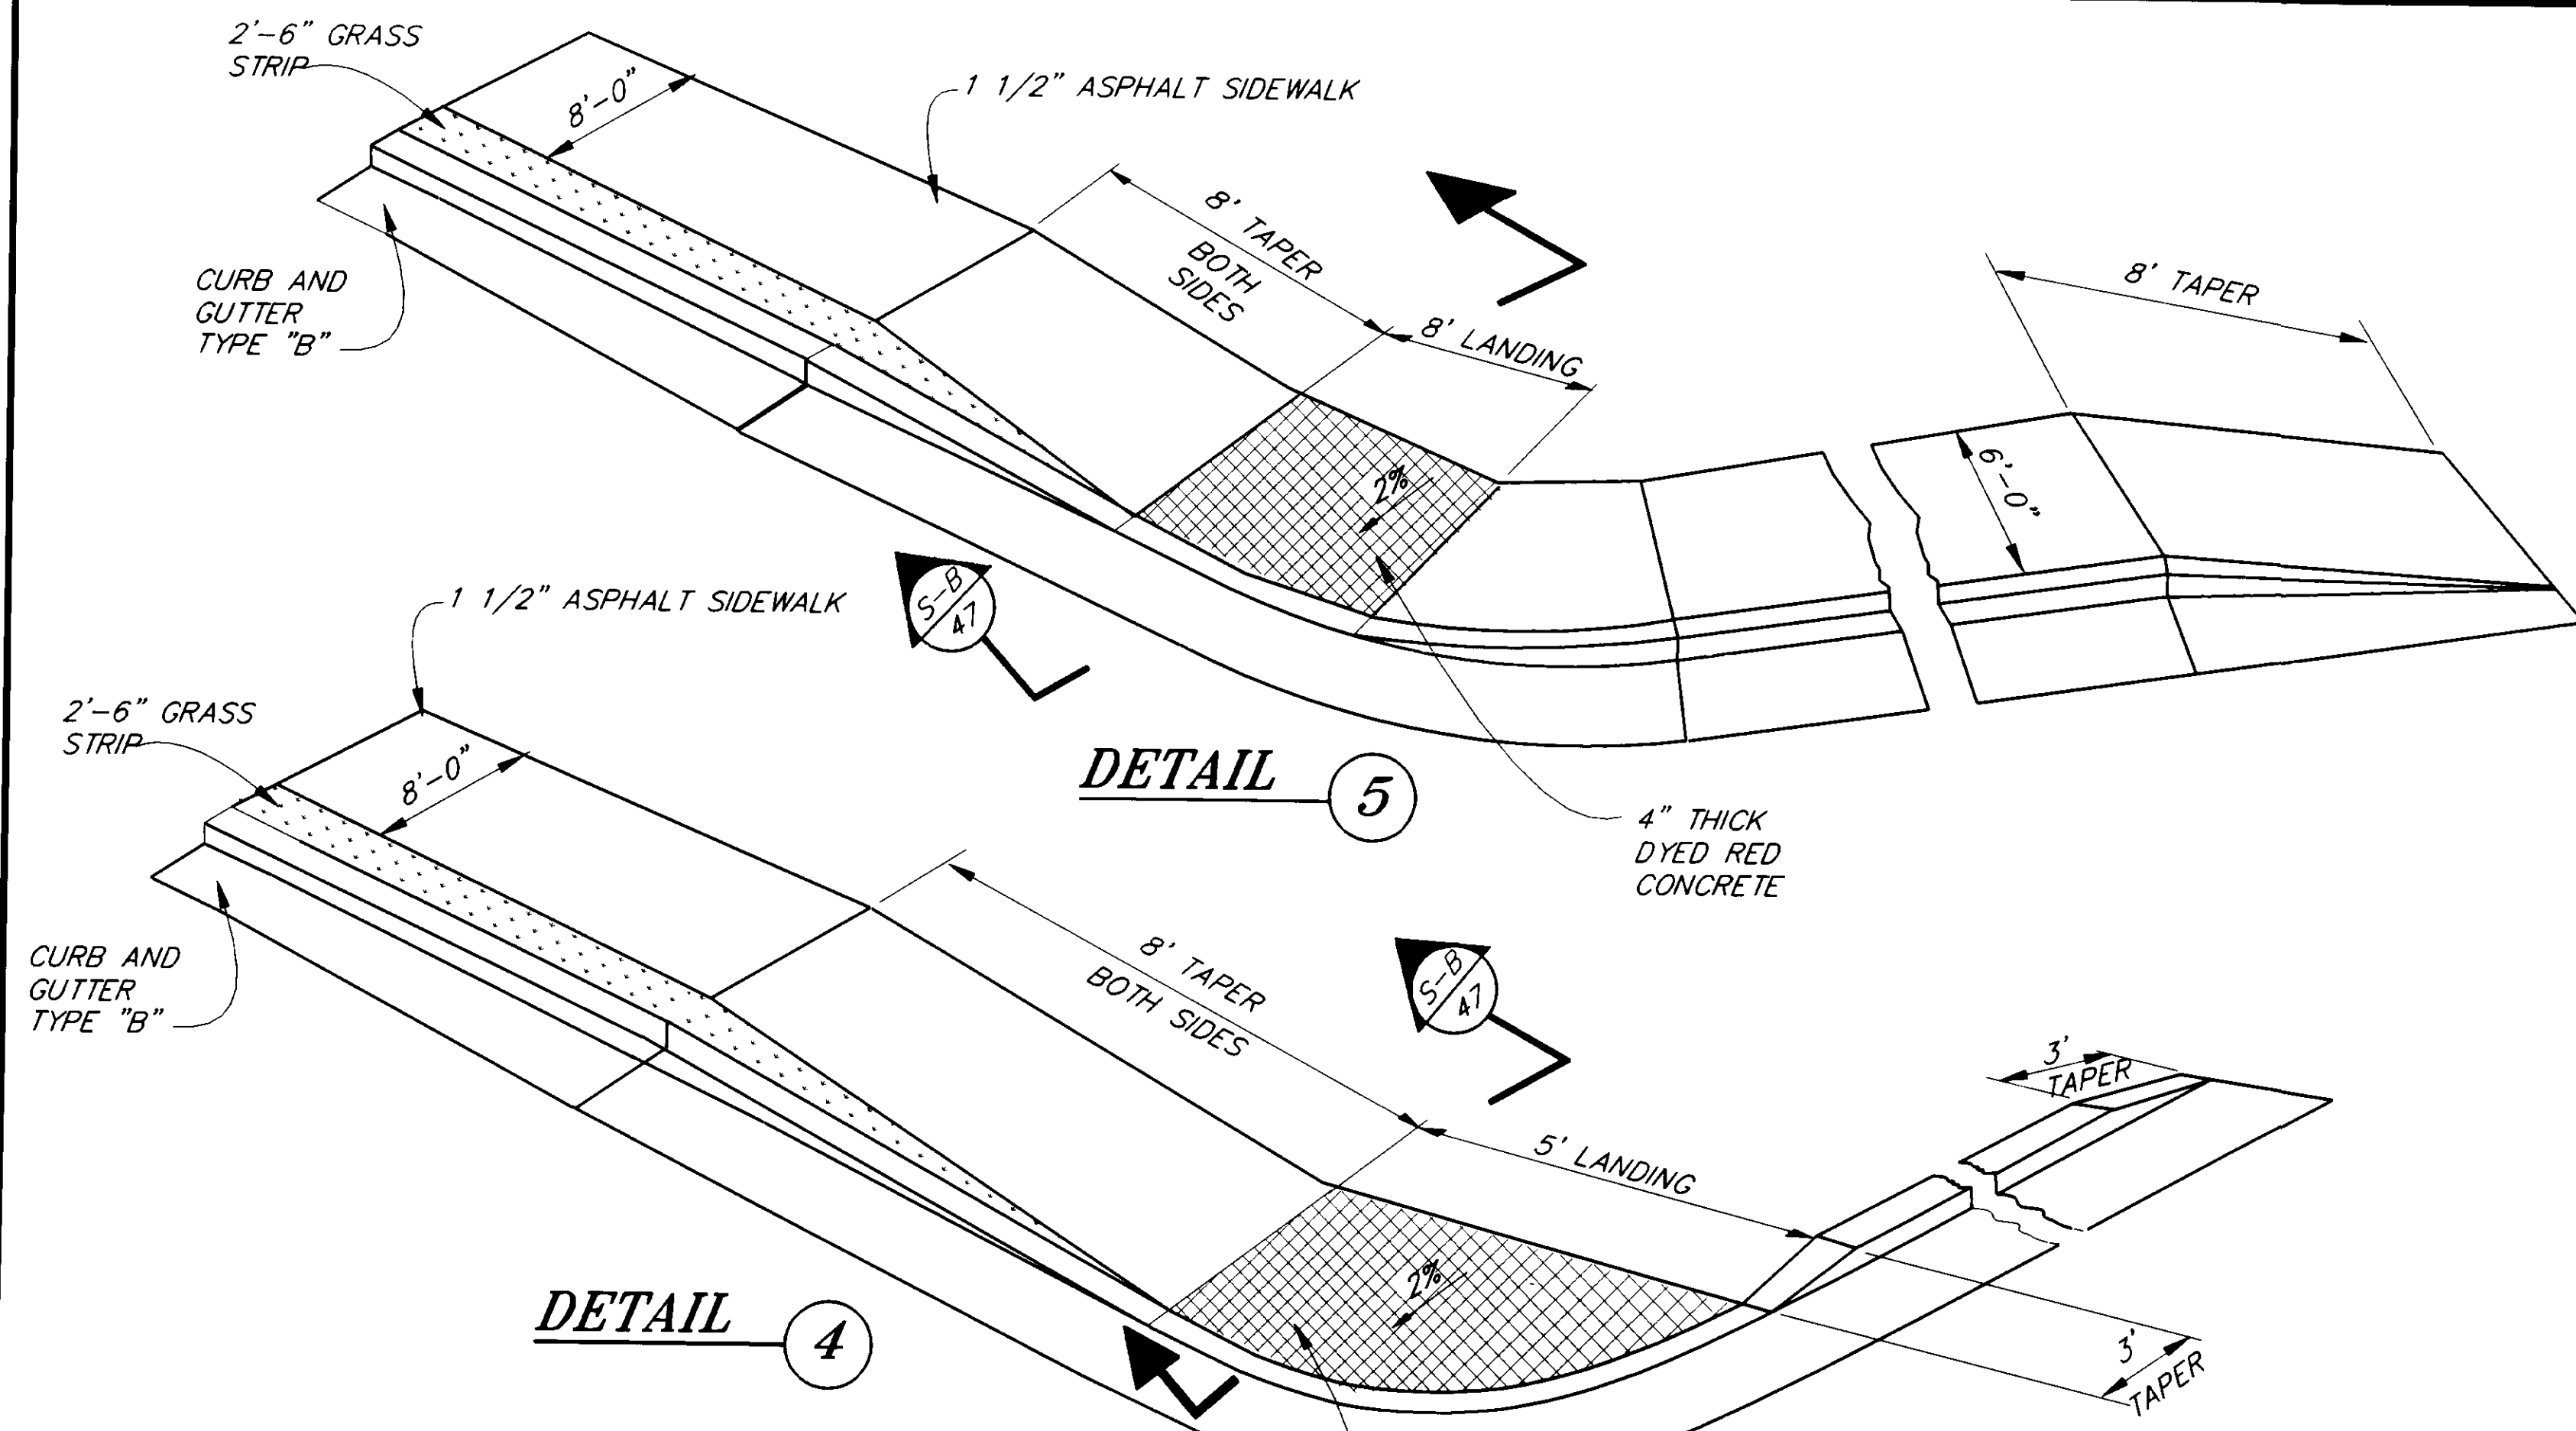 2'-6" GRASS
STRIP
8'-0"
1 1/2" ASPHALT SIDEWALK
CURB AND
GUTTER
TYPE "B"
8' TAPER
BOTH
SIDES
8' LANDING
8' TAPER
6'-0"
2%
S-B
47
DETAIL 5
4" THICK
DYED RED
CONCRETE
1 1/2" ASPHALT SIDEWALK
2'-6" GRASS
STRIP
8'-0"
CURB AND
GUTTER
TYPE "B"
8' TAPER
BOTH SIDES
S-B
47
3'
TAPER
5' LANDING
2%
DETAIL 4
3'
TAPER